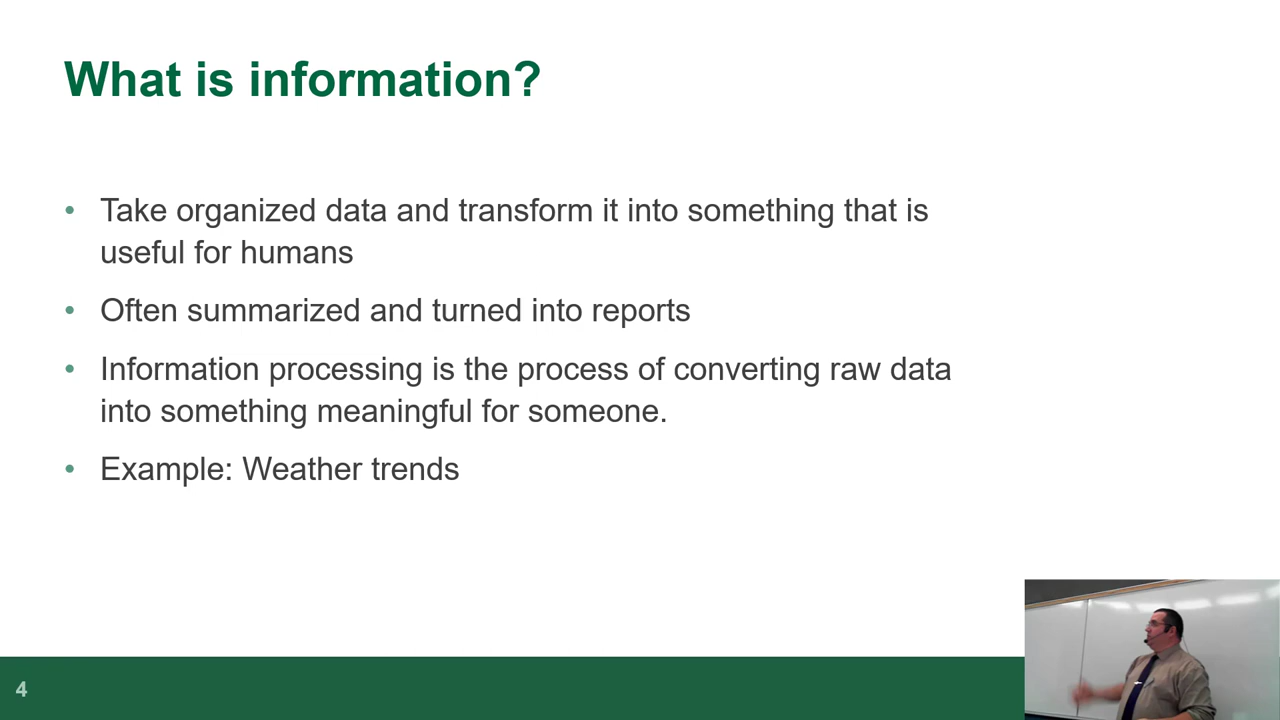 What is information?
• Take organized data and transform it into something that is
useful for humans
• Often summarized and turned into reports
• Information processing is the process of converting raw data
into something meaningful for someone.
• Example: Weather trends
4